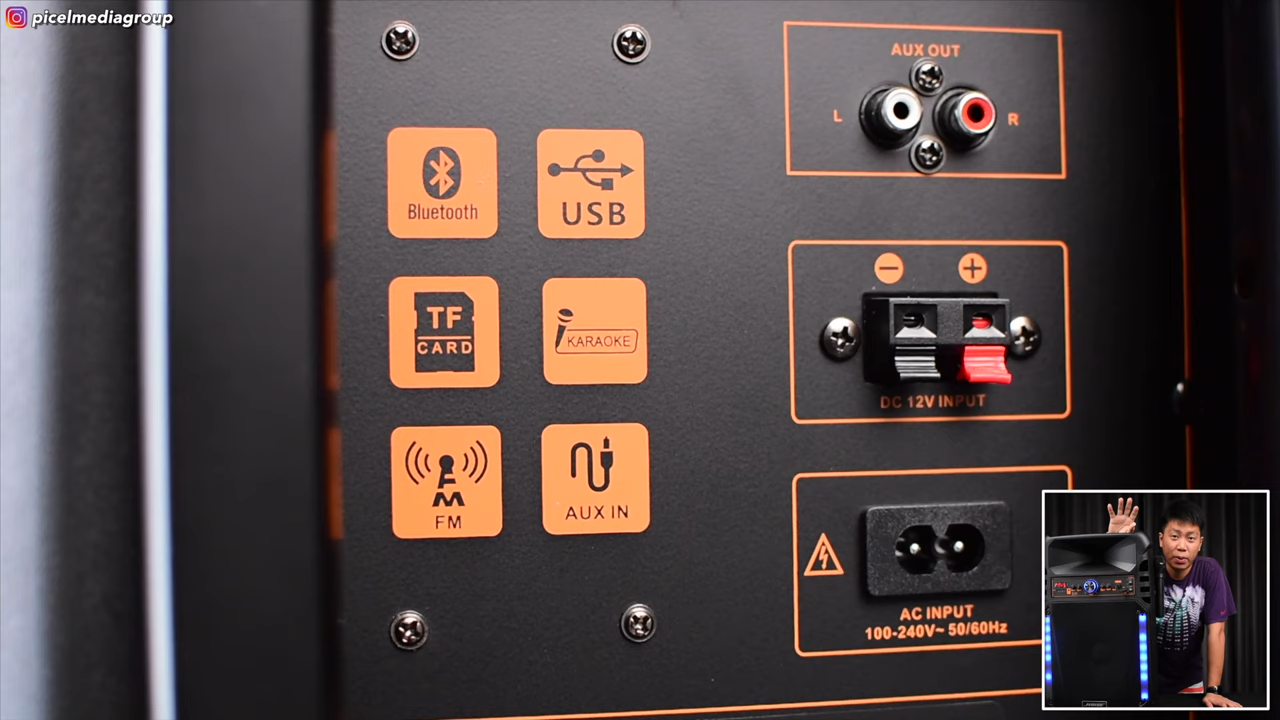 picelmediagroup
Bluetooth
USB
TF
CARD
KARAOKE
FM
AUX IN
AUX OUT
L
R
DC 12V INPUT
AC INPUT
100-240V~ 50/60Hz